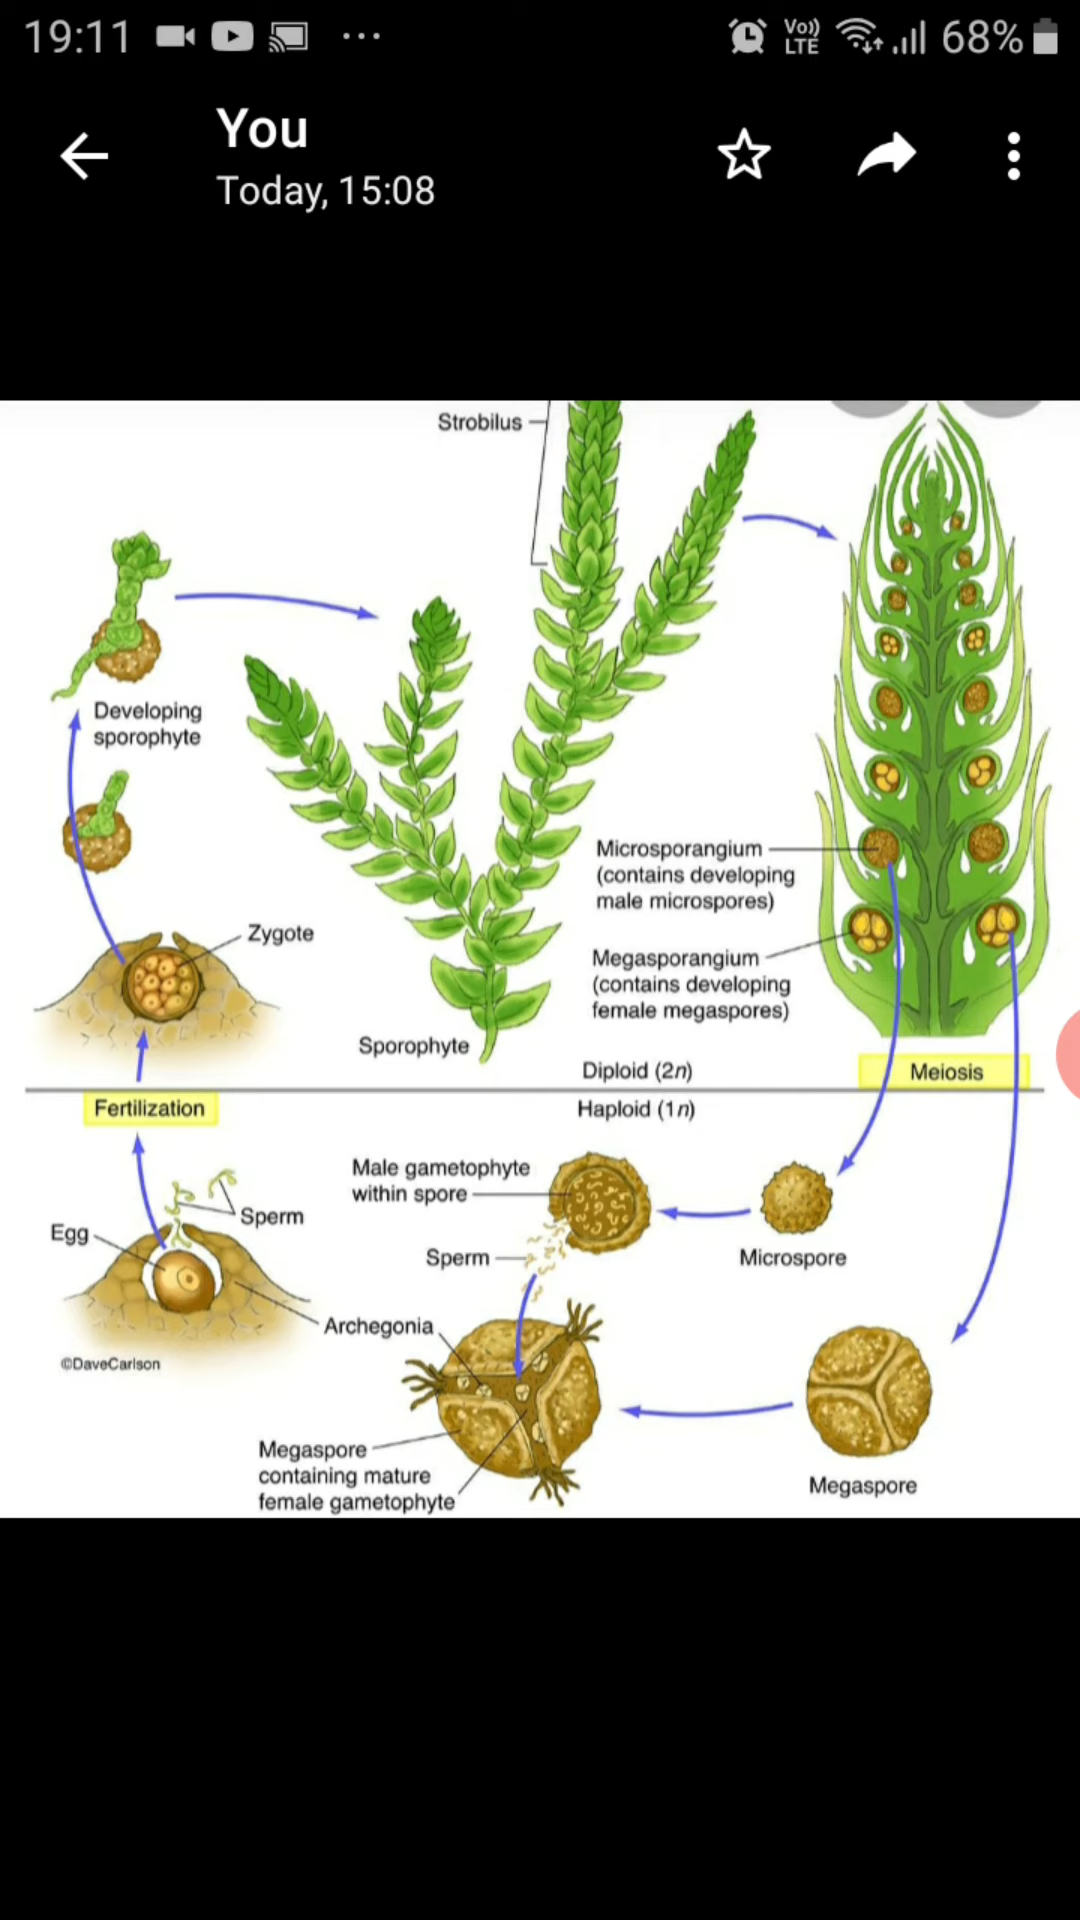 19:11
Vo))
LTE
68%
You
Today, 15:08
Strobilus
Developing
sporophyte
Microsporangium
(contains developing
male microspores)
Zygote
Megasporangium
(contains developing
female megaspores)
Sporophyte
Diploid (2n)
Meiosis
Fertilization
Haploid (1n)
Male gametophyte
within spore
Sperm
Egg
Sperm
Microspore
Archegonia
©DaveCarlson
Megaspore
containing mature
female gametophyte
Megaspore